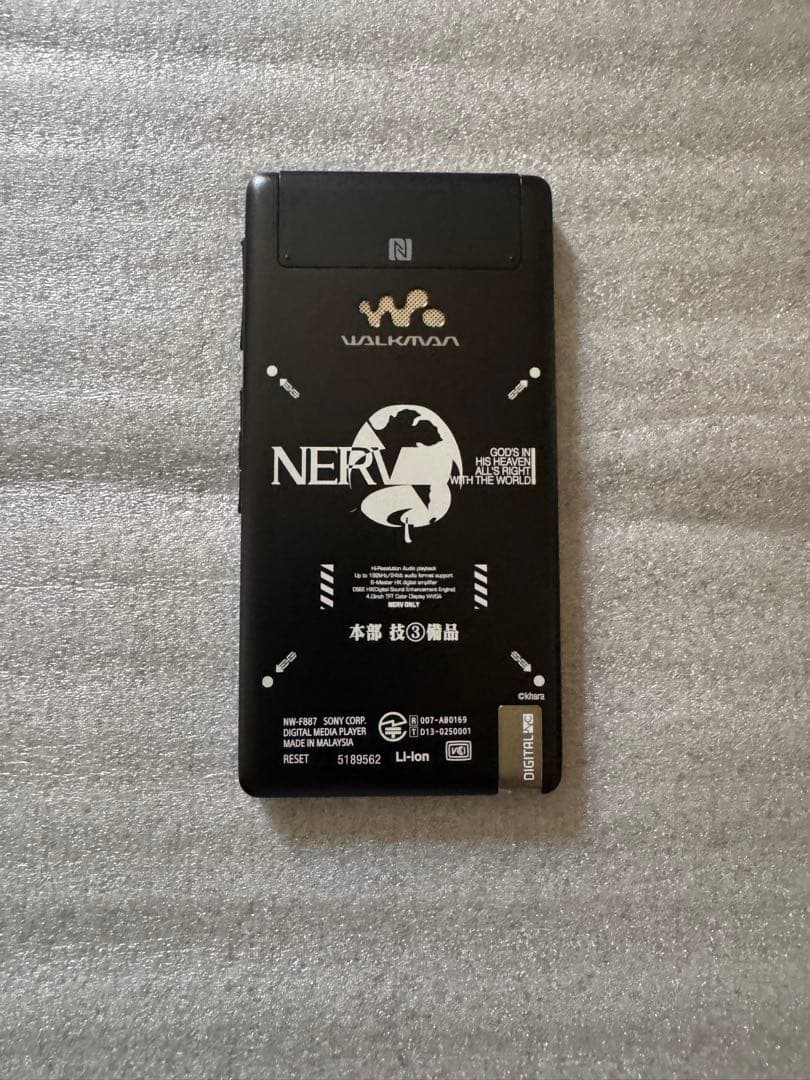 N
WALKMAN
NERV
GOD'S IN
HIS HEAVEN
ALL'S RIGHT
WITH THE WORLD
Hi-Resolution Audio playback
Up to 192kHz/24bit audio format support
S-Master HX digital amplifier
DSEE HX(Digital Sound Enhancement Engine)
4.0inch TFT Color Display WVGA
NERV ONLY
本部 技③備品
©khara
NW-F887 SONY CORP.
DIGITAL MEDIA PLAYER
MADE IN MALAYSIA
R 007-AB0169
T D13-0250001
RESET 5189562 Li-ion VCCI
DIGITAL NC